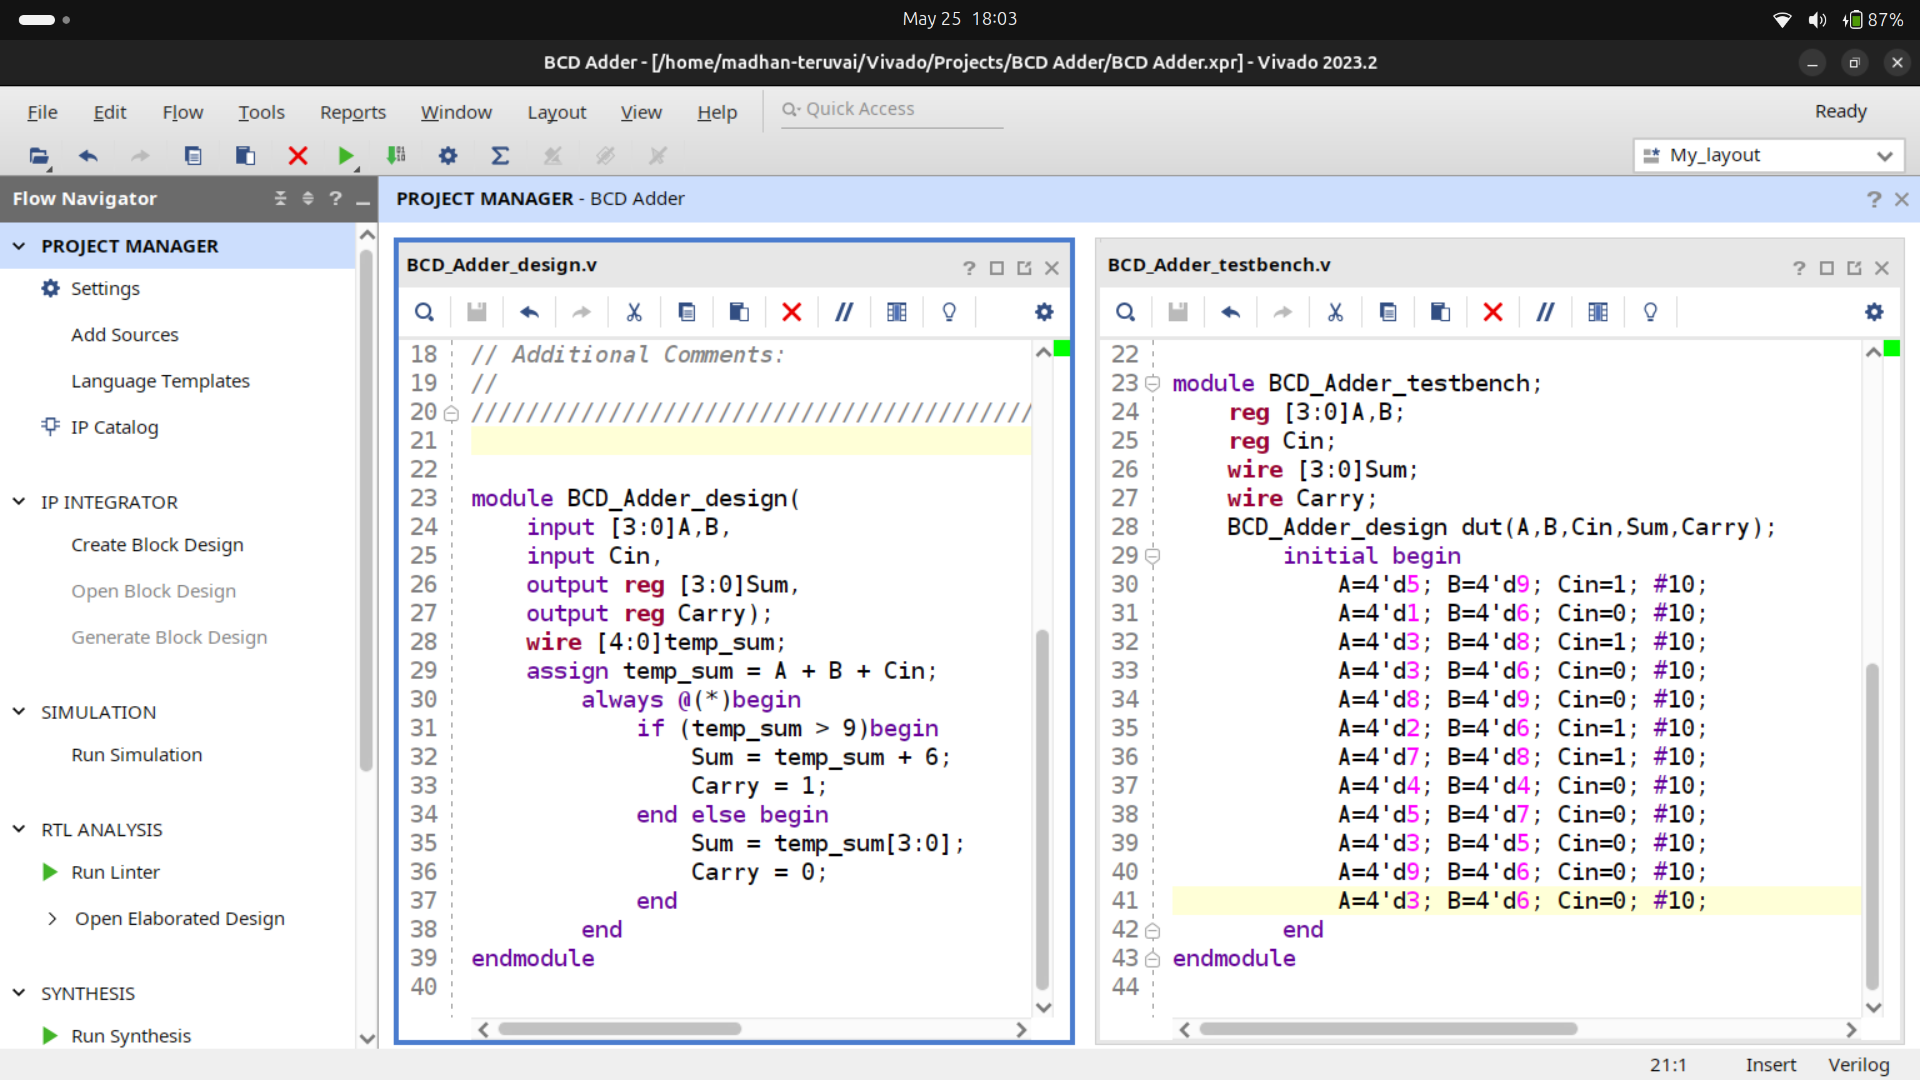 May 25 18:03
87%
BCD Adder - [/home/madhan-teruvai/Vivado/Projects/BCD Adder/BCD Adder.xpr] - Vivado 2023.2
File Edit Flow Tools Reports Window Layout View Help
Quick Access
Ready
My_layout
Flow Navigator
PROJECT MANAGER
Settings
Add Sources
Language Templates
IP Catalog
IP INTEGRATOR
Create Block Design
Open Block Design
Generate Block Design
SIMULATION
Run Simulation
RTL ANALYSIS
Run Linter
Open Elaborated Design
SYNTHESIS
Run Synthesis
PROJECT MANAGER - BCD Adder
BCD_Adder_design.v
18 // Additional Comments:
19 //
20 /////////////////////////////////////////
21
22
23 module BCD_Adder_design(
24 input [3:0]A,B,
25 input Cin,
26 output reg [3:0]Sum,
27 output reg Carry);
28 wire [4:0]temp_sum;
29 assign temp_sum = A + B + Cin;
30 always @(*)begin
31 if (temp_sum > 9)begin
32 Sum = temp_sum + 6;
33 Carry = 1;
34 end else begin
35 Sum = temp_sum[3:0];
36 Carry = 0;
37 end
38 end
39 endmodule
40
BCD_Adder_testbench.v
22
23 module BCD_Adder_testbench;
24 reg [3:0]A,B;
25 reg Cin;
26 wire [3:0]Sum;
27 wire Carry;
28 BCD_Adder_design dut(A,B,Cin,Sum,Carry);
29 initial begin
30 A=4'd5; B=4'd9; Cin=1; #10;
31 A=4'd1; B=4'd6; Cin=0; #10;
32 A=4'd3; B=4'd8; Cin=1; #10;
33 A=4'd3; B=4'd6; Cin=0; #10;
34 A=4'd8; B=4'd9; Cin=0; #10;
35 A=4'd2; B=4'd6; Cin=1; #10;
36 A=4'd7; B=4'd8; Cin=1; #10;
37 A=4'd4; B=4'd4; Cin=0; #10;
38 A=4'd5; B=4'd7; Cin=0; #10;
39 A=4'd3; B=4'd5; Cin=0; #10;
40 A=4'd9; B=4'd6; Cin=0; #10;
41 A=4'd3; B=4'd6; Cin=0; #10;
42 end
43 endmodule
44
21:1 Insert Verilog